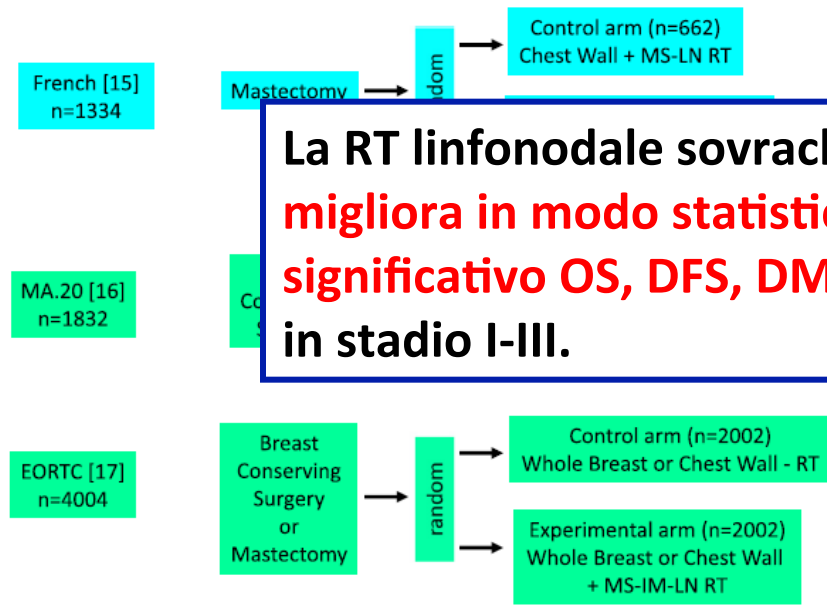 French [15]
n=1334
Mastectomy
Control arm (n=662)
Chest Wall + MS-LN RT
La RT linfonodale
migliora in modo
significativo OS, DFS,
in stadio I-III.
MA.20 [16]
n=1832
EORTC [17]
n=4004
Breast
Conserving
Surgery
or
Mastectomy
random
Control arm (n=2002)
Whole Breast or Chest Wall - RT
Experimental arm (n=2002)
Whole Breast or Chest Wall
+ MS-IM-LN RT